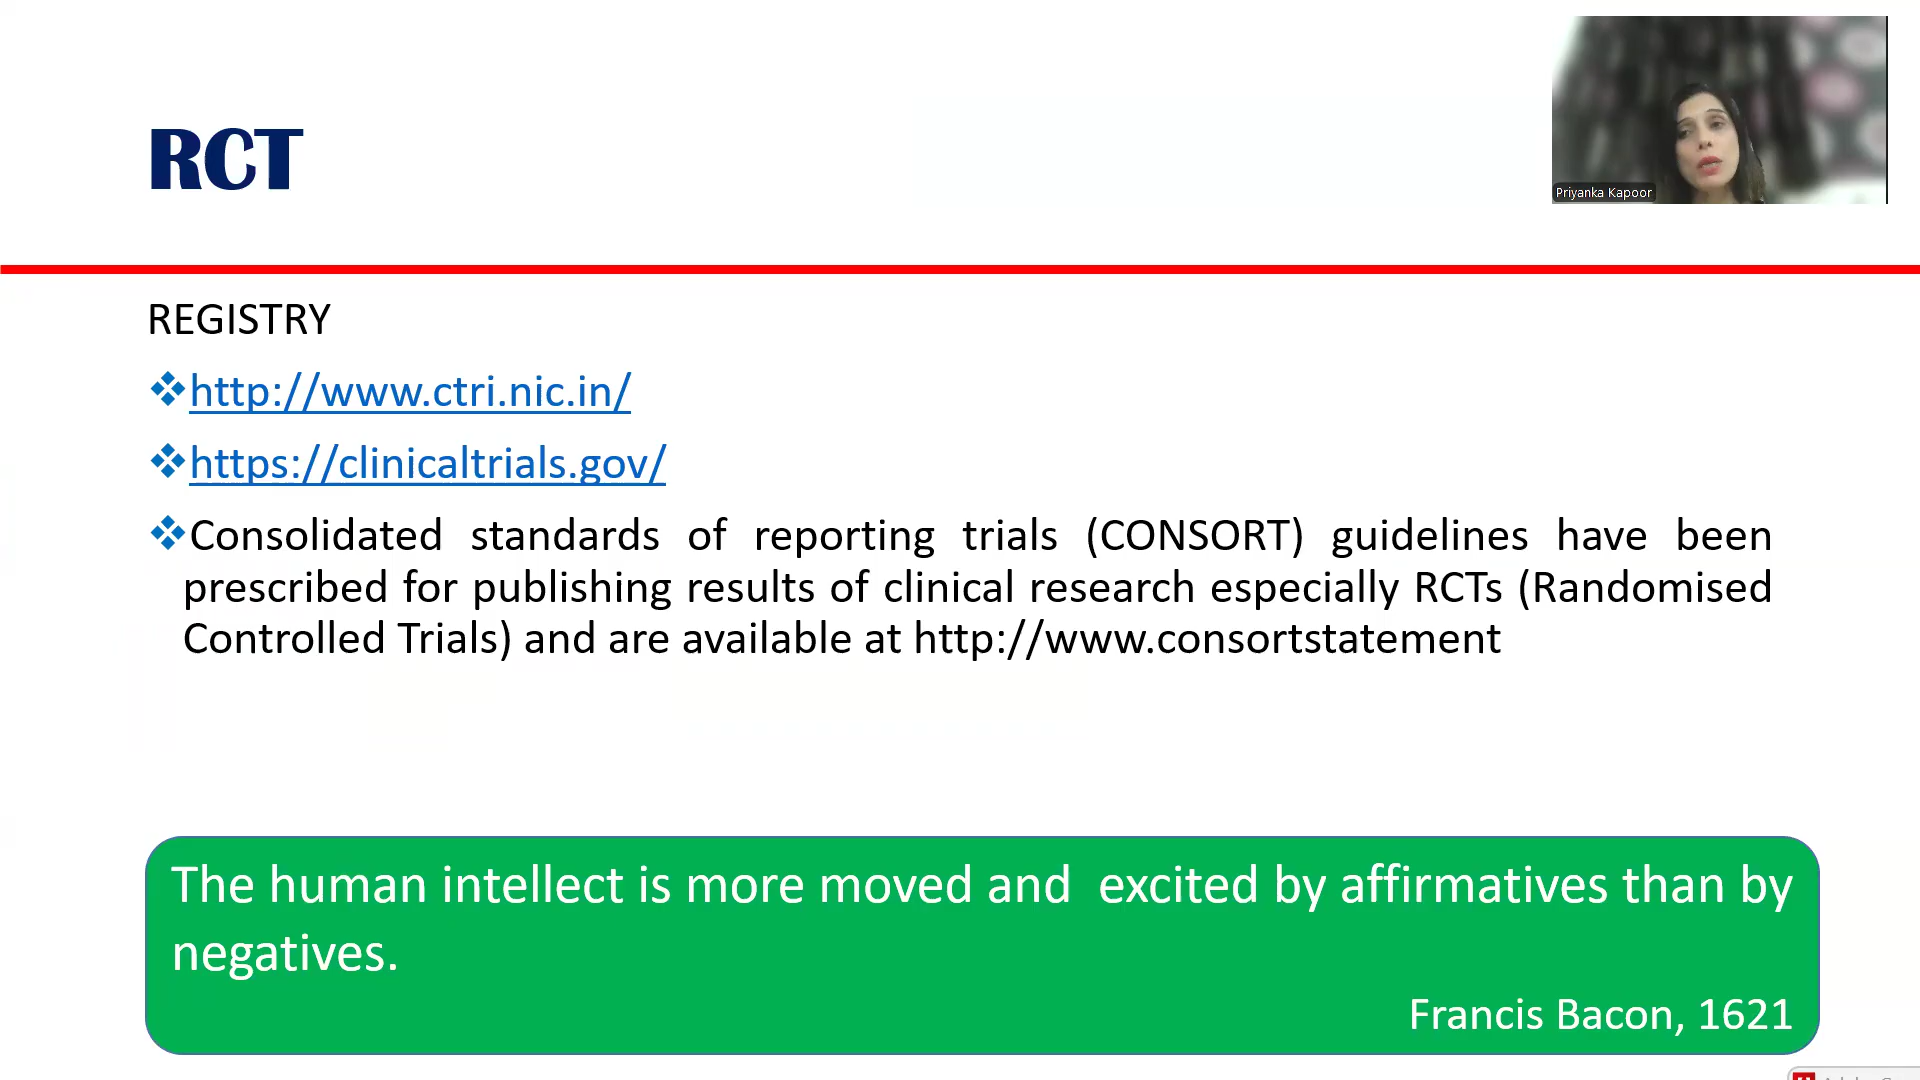 RCT
Priyanka Kapoor
REGISTRY
http://www.ctri.nic.in/
https://clinicaltrials.gov/
Consolidated standards of reporting trials (CONSORT) guidelines have been
prescribed for publishing results of clinical research especially RCTs (Randomised
Controlled Trials) and are available at http://www.consortstatement
The human intellect is more moved and excited by affirmatives than by
negatives.
Francis Bacon, 1621